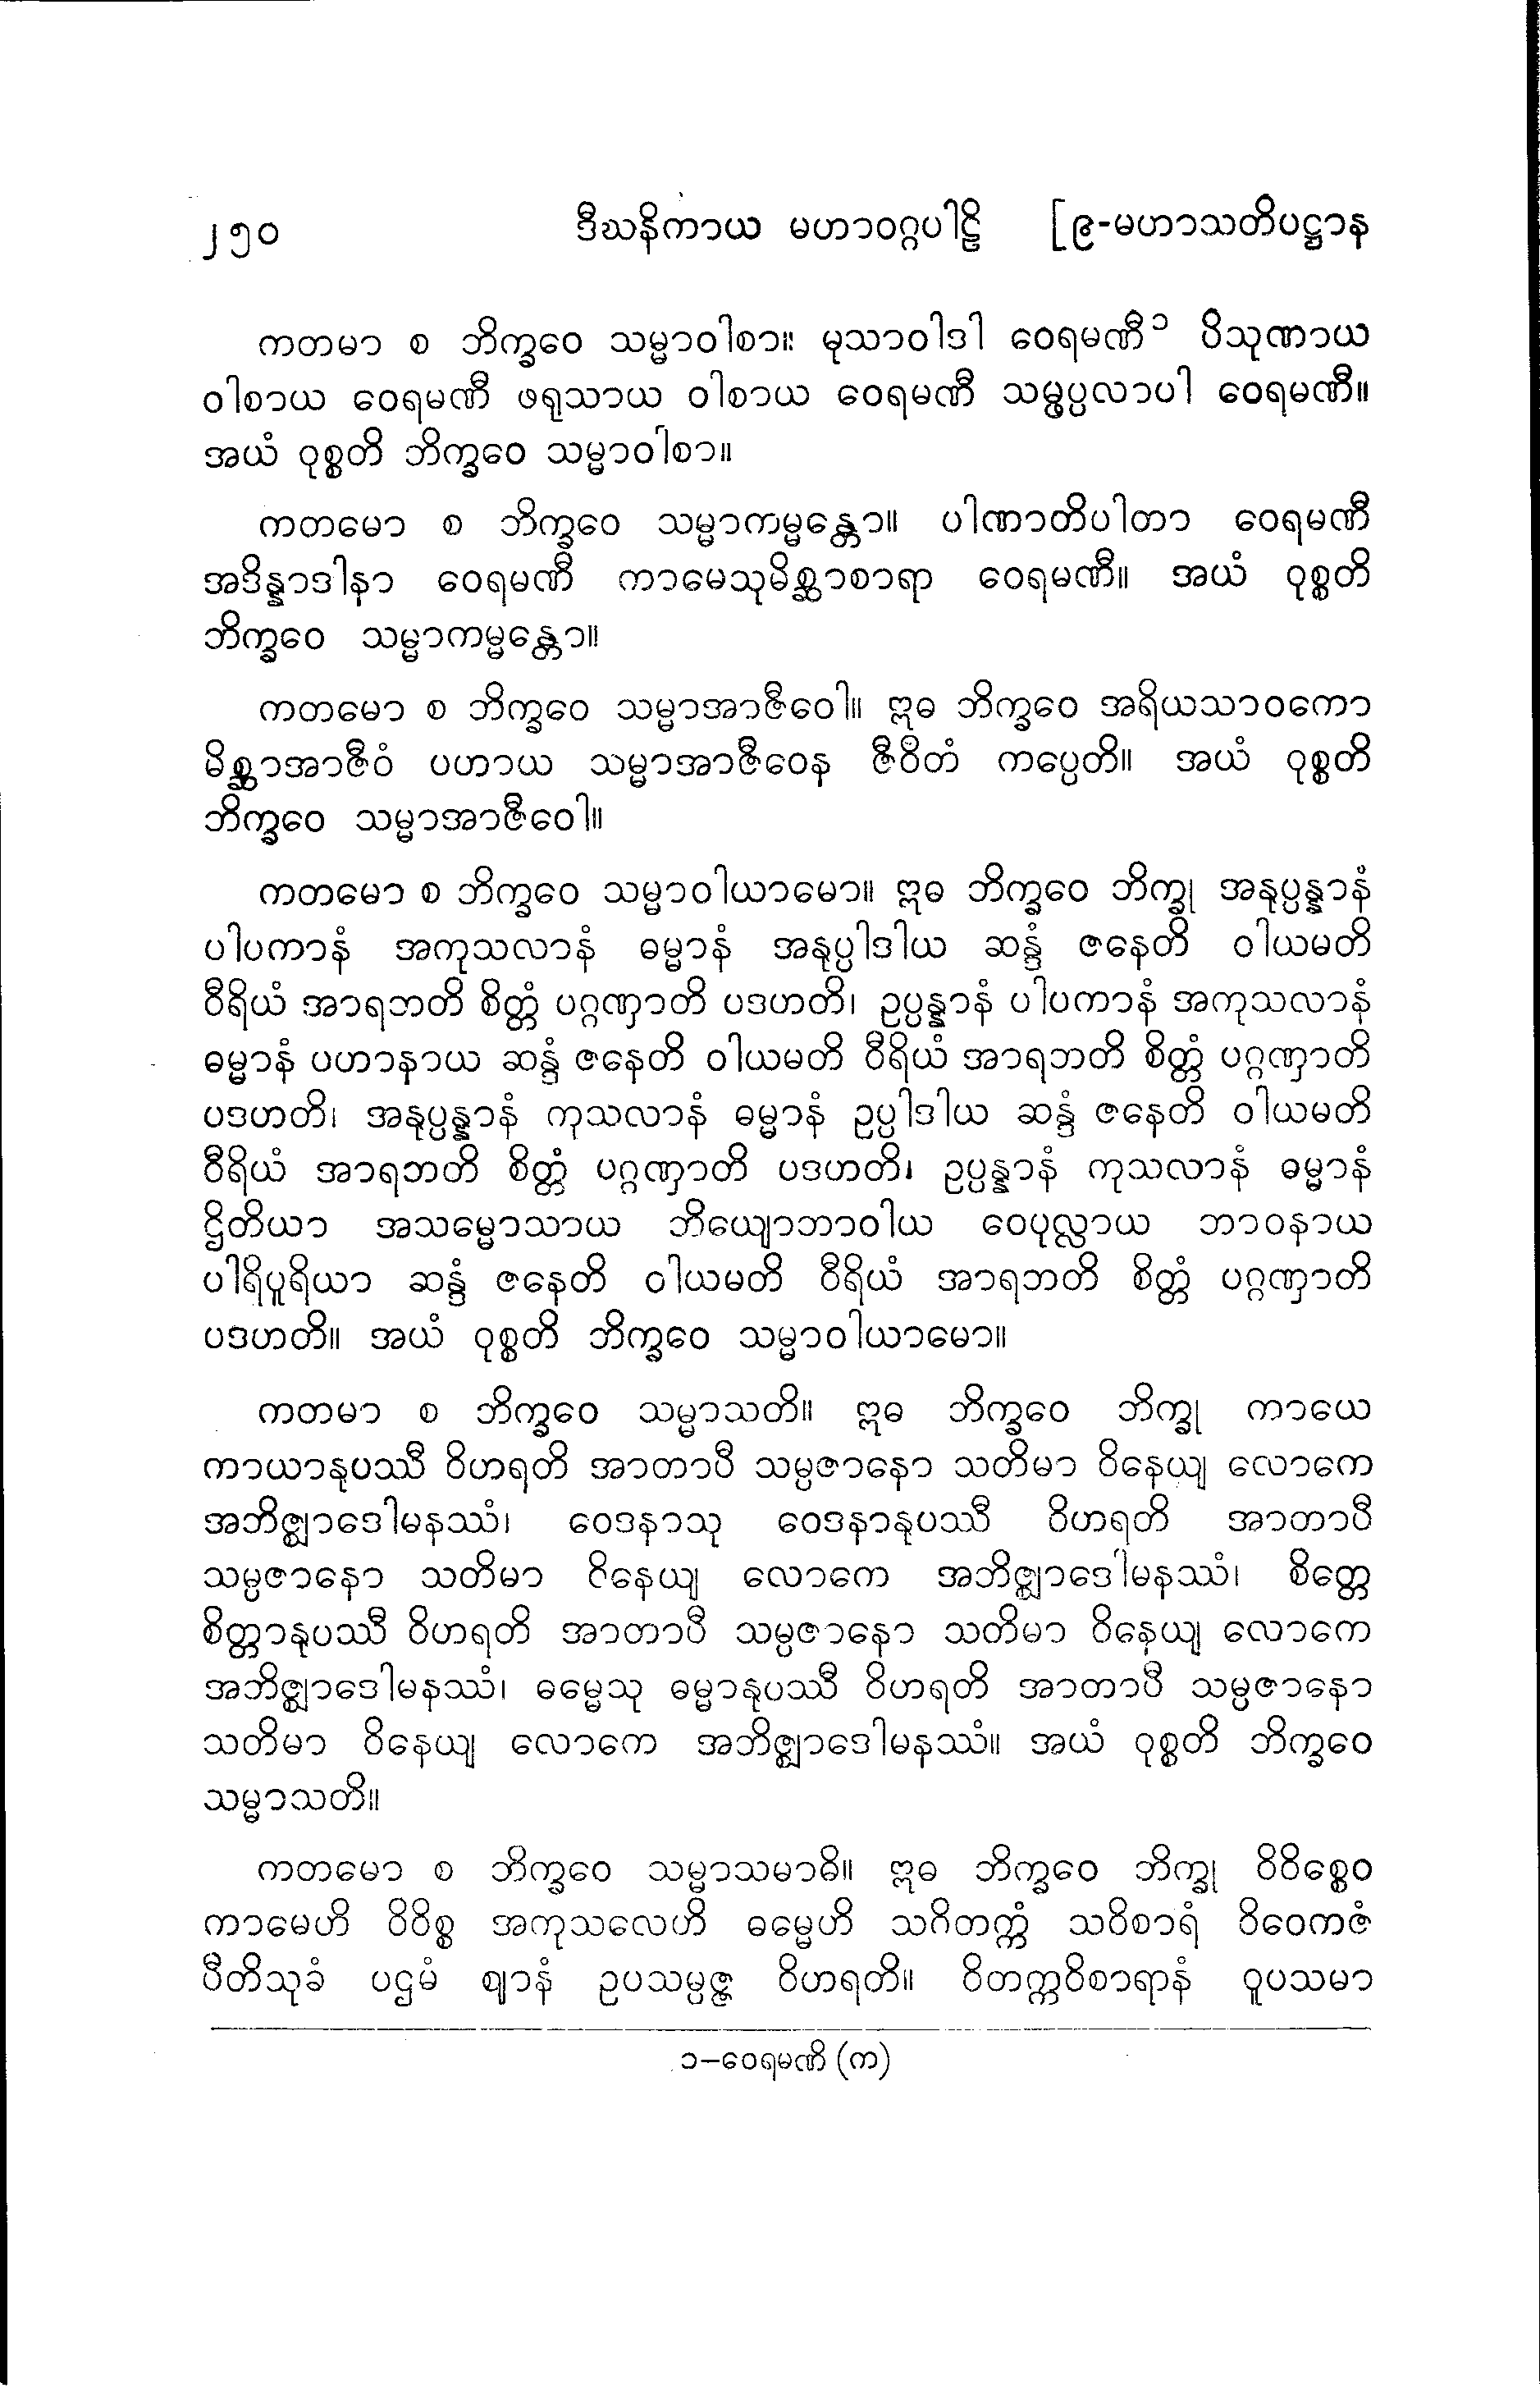 ၂၅၀ ဒီဃနိကာယ မဟာဝဂ္ဂပါဠိ [၉-မဟာသတိပဋ္ဌာန
ကတမာ စ ဘိက္ခဝေ သမ္မာဝါစာ။ မုသာဝါဒါ ဝေရမဏီ၁ ပိသုဏာယ
ဝါစာယ ဝေရမဏီ ဖရုသာယ ဝါစာယ ဝေရမဏီ သမ္ဖပ္ပလာပါ ဝေရမဏီ။
အယံ ဝုစ္စတိ ဘိက္ခဝေ သမ္မာဝါစာ။
ကတမော စ ဘိက္ခဝေ သမ္မာကမ္မန္တော။ ပါဏာတိပါတာ ဝေရမဏီ
အဒိန္နာဒါနာ ဝေရမဏီ ကာမေသုမိစ္ဆာစာရာ ဝေရမဏီ။ အယံ ဝုစ္စတိ
ဘိက္ခဝေ သမ္မာကမ္မန္တော။
ကတမော စ ဘိက္ခဝေ သမ္မာအာဇီဝေါ။ ဣဓ ဘိက္ခဝေ အရိယသာဝကော
မိစ္ဆာအာဇီဝံ ပဟာယ သမ္မာအာဇီဝေန ဇီဝိတံ ကပ္ပေတိ။ အယံ ဝုစ္စတိ
ဘိက္ခဝေ သမ္မာအာဇီဝေါ။
ကတမော စ ဘိက္ခဝေ သမ္မာဝါယာမော။ ဣဓ ဘိက္ခဝေ ဘိက္ခု အနုပ္ပန္နာနံ
ပါပကာနံ အကုသလာနံ ဓမ္မာနံ အနုပ္ပါဒါယ ဆန္ဒံ ဇနေတိ ဝါယမတိ
ဝီရိယံ အာရဘတိ စိတ္တံ ပဂ္ဂဏှာတိ ပဒဟတိ၊ ဥပ္ပန္နာနံ ပါပကာနံ အကုသလာနံ
ဓမ္မာနံ ပဟာနာယ ဆန္ဒံ ဇနေတိ ဝါယမတိ ဝီရိယံ အာရဘတိ စိတ္တံ ပဂ္ဂဏှာတိ
ပဒဟတိ၊ အနုပ္ပန္နာနံ ကုသလာနံ ဓမ္မာနံ ဥပ္ပါဒါယ ဆန္ဒံ ဇနေတိ ဝါယမတိ
ဝီရိယံ အာရဘတိ စိတ္တံ ပဂ္ဂဏှာတိ ပဒဟတိ၊ ဥပ္ပန္နာနံ ကုသလာနံ ဓမ္မာနံ
ဌိတိယာ အသမ္မောသာယ ဘိယျောဘာဝါယ ဝေပုလ္လာယ ဘာဝနာယ
ပါရိပူရိယာ ဆန္ဒံ ဇနေတိ ဝါယမတိ ဝီရိယံ အာရဘတိ စိတ္တံ ပဂ္ဂဏှာတိ
ပဒဟတိ။ အယံ ဝုစ္စတိ ဘိက္ခဝေ သမ္မာဝါယာမော။
ကတမာ စ ဘိက္ခဝေ သမ္မာသတိ။ ဣဓ ဘိက္ခဝေ ဘိက္ခု ကာယေ
ကာယာနုပဿီ ဝိဟရတိ အာတာပီ သမ္ပဇာနော သတိမာ ဝိနေယျ လောကေ
အဘိဇ္ဈာဒေါမနဿံ၊ ဝေဒနာသု ဝေဒနာနုပဿီ ဝိဟရတိ အာတာပီ
သမ္ပဇာနော သတိမာ ဝိနေယျ လောကေ အဘိဇ္ဈာဒေါမနဿံ၊ စိတ္တေ
စိတ္တာနုပဿီ ဝိဟရတိ အာတာပီ သမ္ပဇာနော သတိမာ ဝိနေယျ လောကေ
အဘိဇ္ဈာဒေါမနဿံ၊ ဓမ္မေသု ဓမ္မာနုပဿီ ဝိဟရတိ အာတာပီ သမ္ပဇာနော
သတိမာ ဝိနေယျ လောကေ အဘိဇ္ဈာဒေါမနဿံ။ အယံ ဝုစ္စတိ ဘိက္ခဝေ
သမ္မာသတိ။
ကတမော စ ဘိက္ခဝေ သမ္မာသမာဓိ။ ဣဓ ဘိက္ခဝေ ဘိက္ခု ဝိဝိစ္စေဝ
ကာမေဟိ ဝိဝိစ္စ အကုသလေဟိ ဓမ္မေဟိ သဝိတက္ကံ သဝိစာရံ ဝိဝေကဇံ
ပီတိသုခံ ပဌမံ ဈာနံ ဥပသမ္ပဇ္ဇ ဝိဟရတိ။ ဝိတက္ကဝိစာရာနံ ဝူပသမာ
၁–ဝေရမဏိ (က)